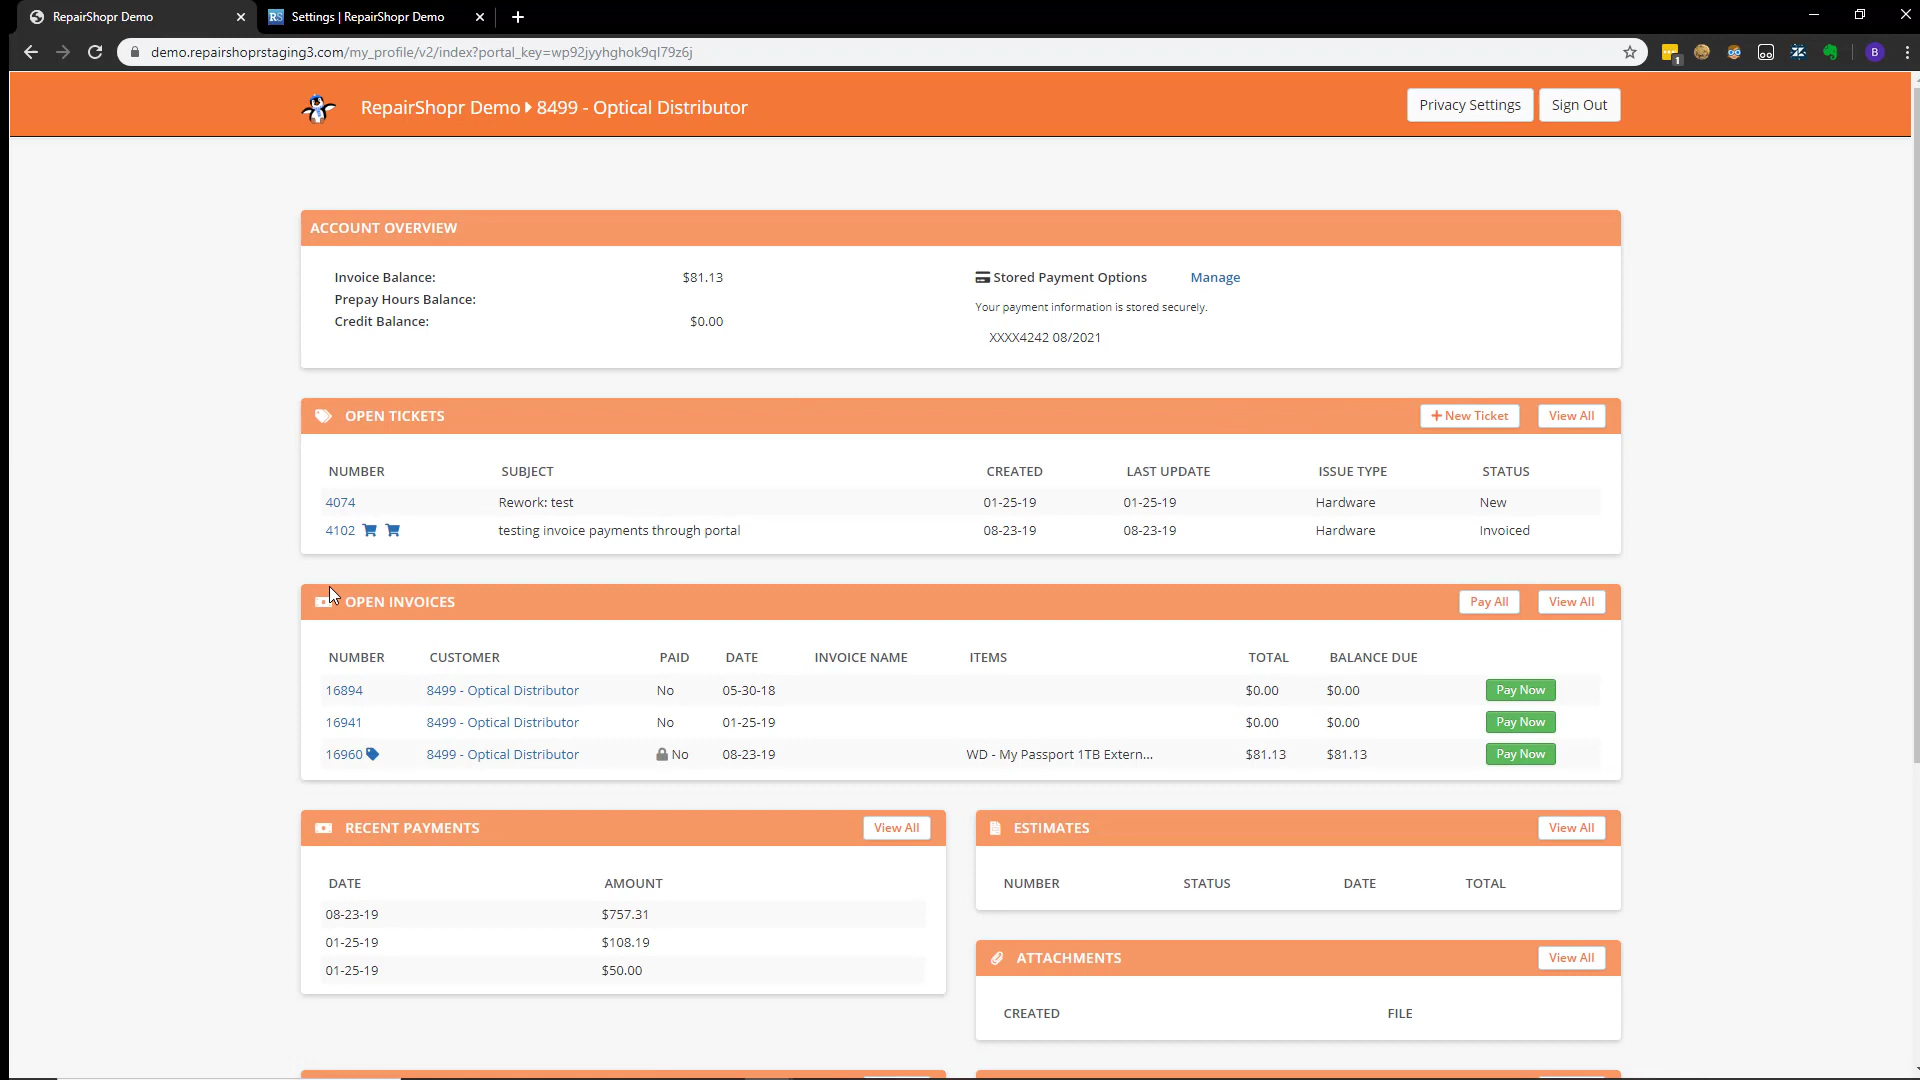 RepairShopr Demo
RS Settings | RepairShopr Demo
demo.repairshoprstaging3.com/my_profile/v2/index?portal_key=wp92jyyhghok9ql79z6j
1
B
RepairShopr Demo 8499 - Optical Distributor
Privacy Settings Sign Out
ACCOUNT OVERVIEW
Invoice Balance: $81.13 Stored Payment Options Manage
Prepay Hours Balance: Your payment information is stored securely.
Credit Balance: $0.00
XXXX4242 08/2021
OPEN TICKETS + New Ticket View All
NUMBER SUBJECT CREATED LAST UPDATE ISSUE TYPE STATUS
4074 Rework: test 01-25-19 01-25-19 Hardware New
4102 testing invoice payments through portal 08-23-19 08-23-19 Hardware Invoiced
OPEN INVOICES Pay All View All
NUMBER CUSTOMER PAID DATE INVOICE NAME ITEMS TOTAL BALANCE DUE
16894 8499 - Optical Distributor No 05-30-18 $0.00 $0.00 Pay Now
16941 8499 - Optical Distributor No 01-25-19 $0.00 $0.00 Pay Now
16960 8499 - Optical Distributor No 08-23-19 WD - My Passport 1TB Extern... $81.13 $81.13 Pay Now
RECENT PAYMENTS View All
DATE AMOUNT
08-23-19 $757.31
01-25-19 $108.19
01-25-19 $50.00
ESTIMATES View All
NUMBER STATUS DATE TOTAL
ATTACHMENTS View All
CREATED FILE